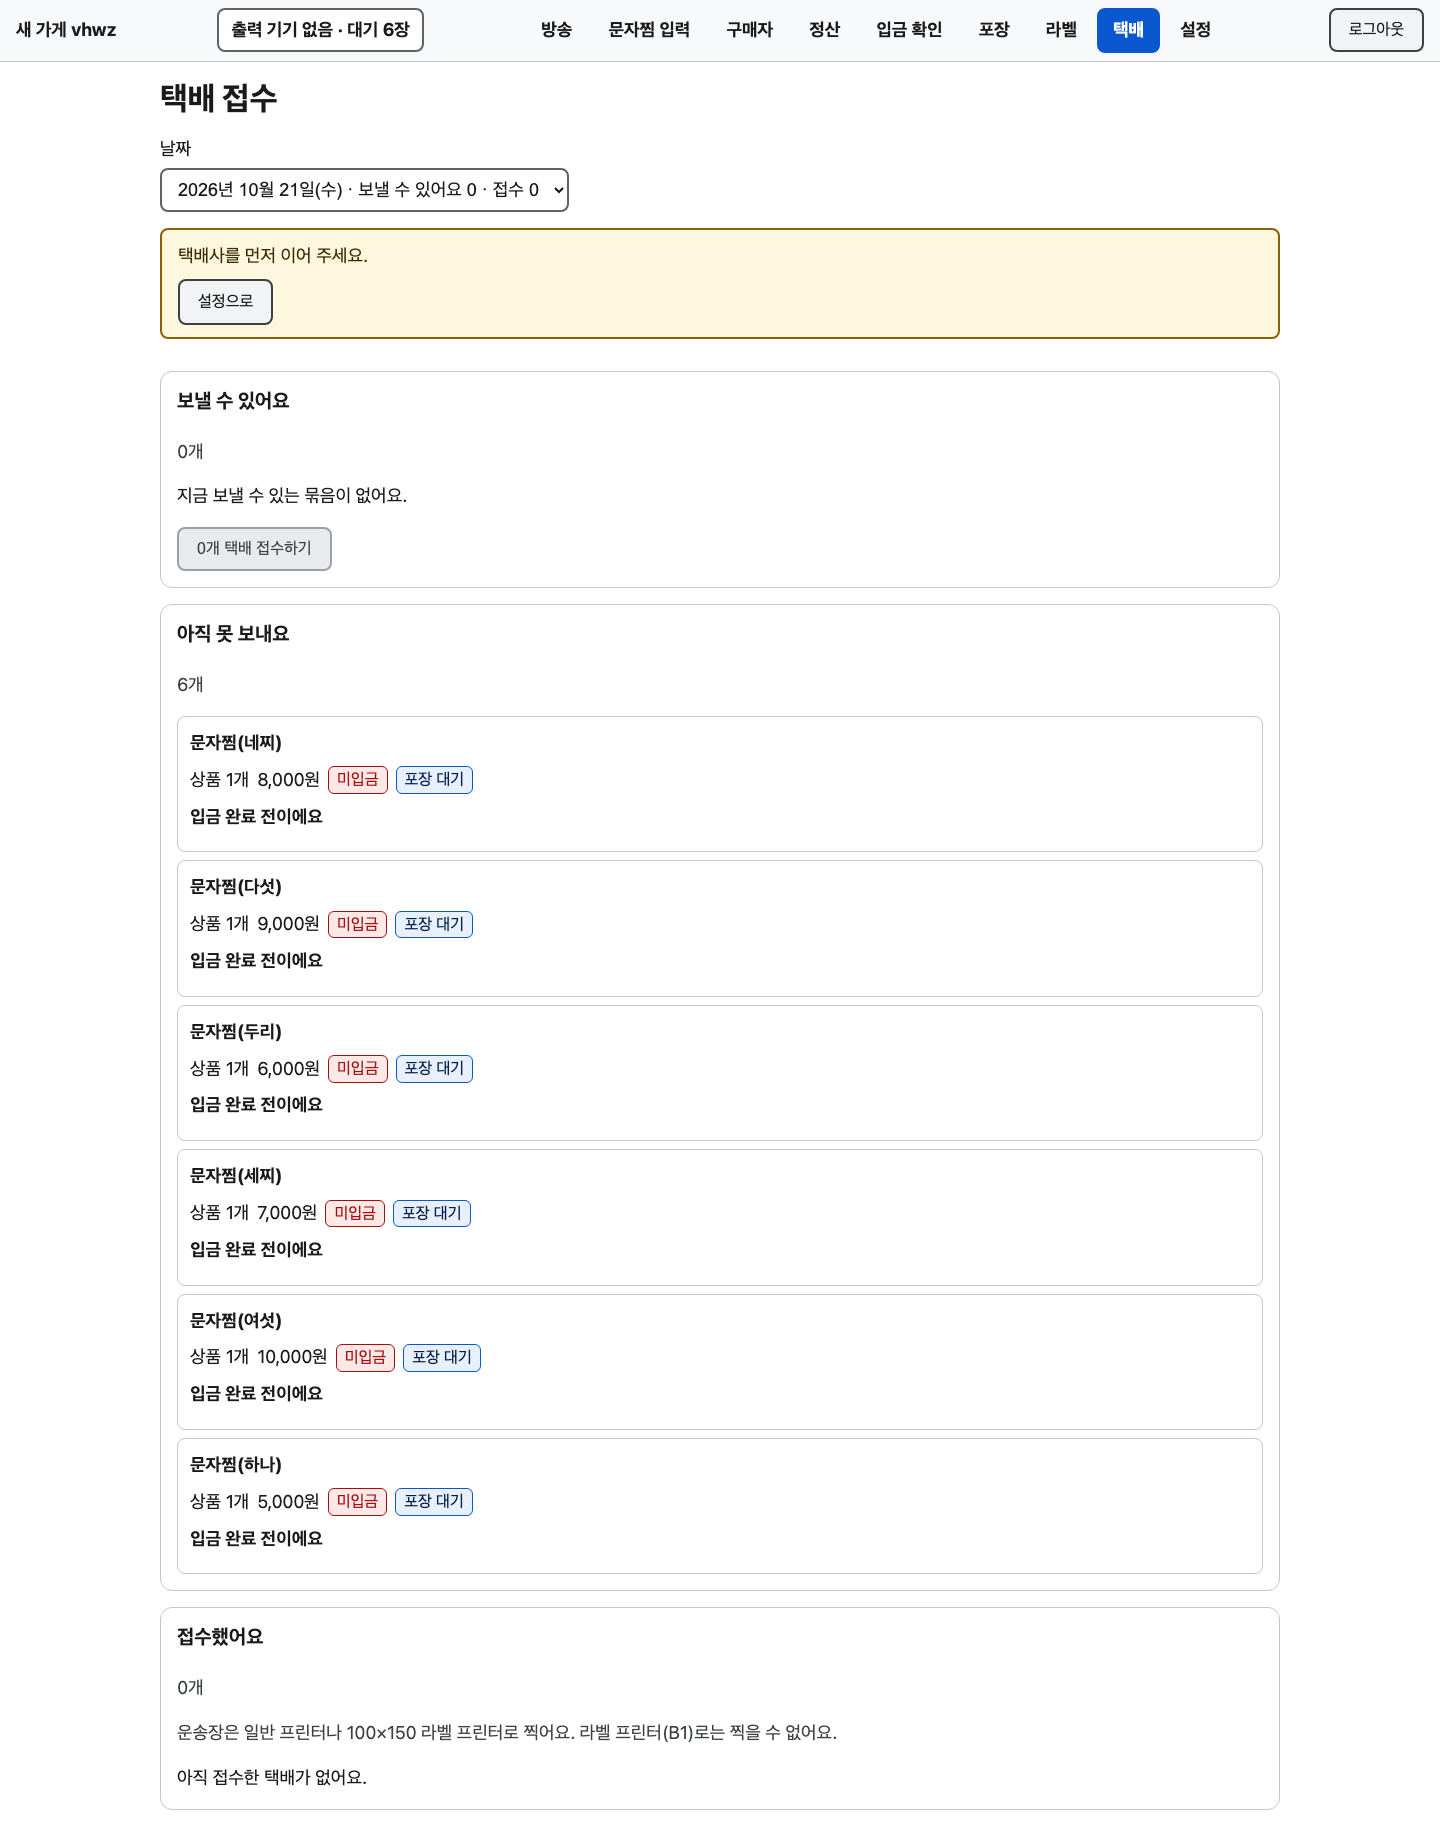 새 가게 vhwz
출력 기기 없음 · 대기 6장
방송 문자찜 입력 구매자 정산 입금 확인 포장 라벨 택배 설정
로그아웃
택배 접수
날짜
2026년 10월 21일(수) · 보낼 수 있어요 0 · 접수 0
택배사를 먼저 이어 주세요.
설정으로
보낼 수 있어요
0개
지금 보낼 수 있는 묶음이 없어요.
0개 택배 접수하기
아직 못 보내요
6개
문자찜(네찌)
상품 1개 8,000원 미입금 포장 대기
입금 완료 전이에요
문자찜(다섯)
상품 1개 9,000원 미입금 포장 대기
입금 완료 전이에요
문자찜(두리)
상품 1개 6,000원 미입금 포장 대기
입금 완료 전이에요
문자찜(세찌)
상품 1개 7,000원 미입금 포장 대기
입금 완료 전이에요
문자찜(여섯)
상품 1개 10,000원 미입금 포장 대기
입금 완료 전이에요
문자찜(하나)
상품 1개 5,000원 미입금 포장 대기
입금 완료 전이에요
접수했어요
0개
운송장은 일반 프린터나 100×150 라벨 프린터로 찍어요. 라벨 프린터(B1)로는 찍을 수 없어요.
아직 접수한 택배가 없어요.